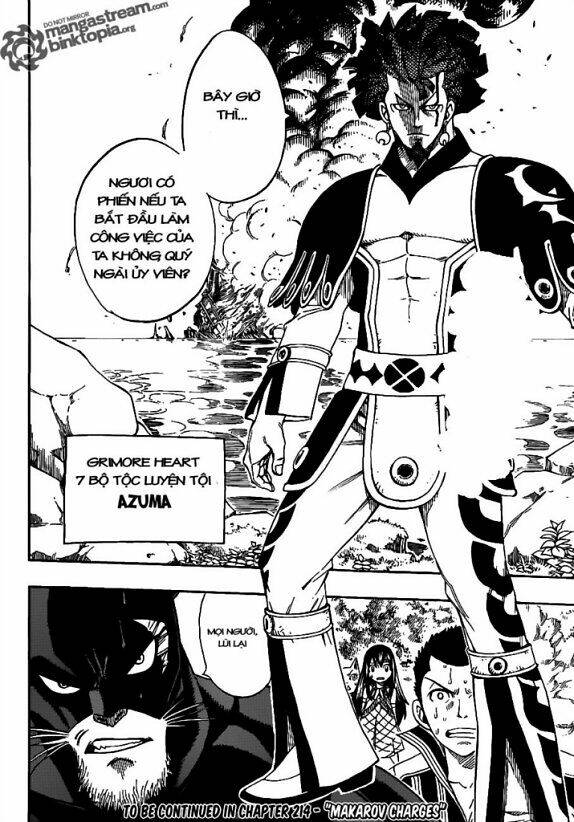 DO NOT MIRROR
mangastream.com
binktopia.org
BÂY GIỜ
THÌ...
NGƯƠI CÓ
PHIỀN NẾU TA
BẮT ĐẦU LÀM
CÔNG VIỆC CỦA
TA KHÔNG QUÝ
NGÀI ỦY VIÊN?
GRIMORE HEART
7 BỘ TỘC LUYỆN TỘI
AZUMA
MỌI NGƯỜI,
LÙI LẠI
TO BE CONTINUED IN CHAPTER 214 - "MAKAROV CHARGES"